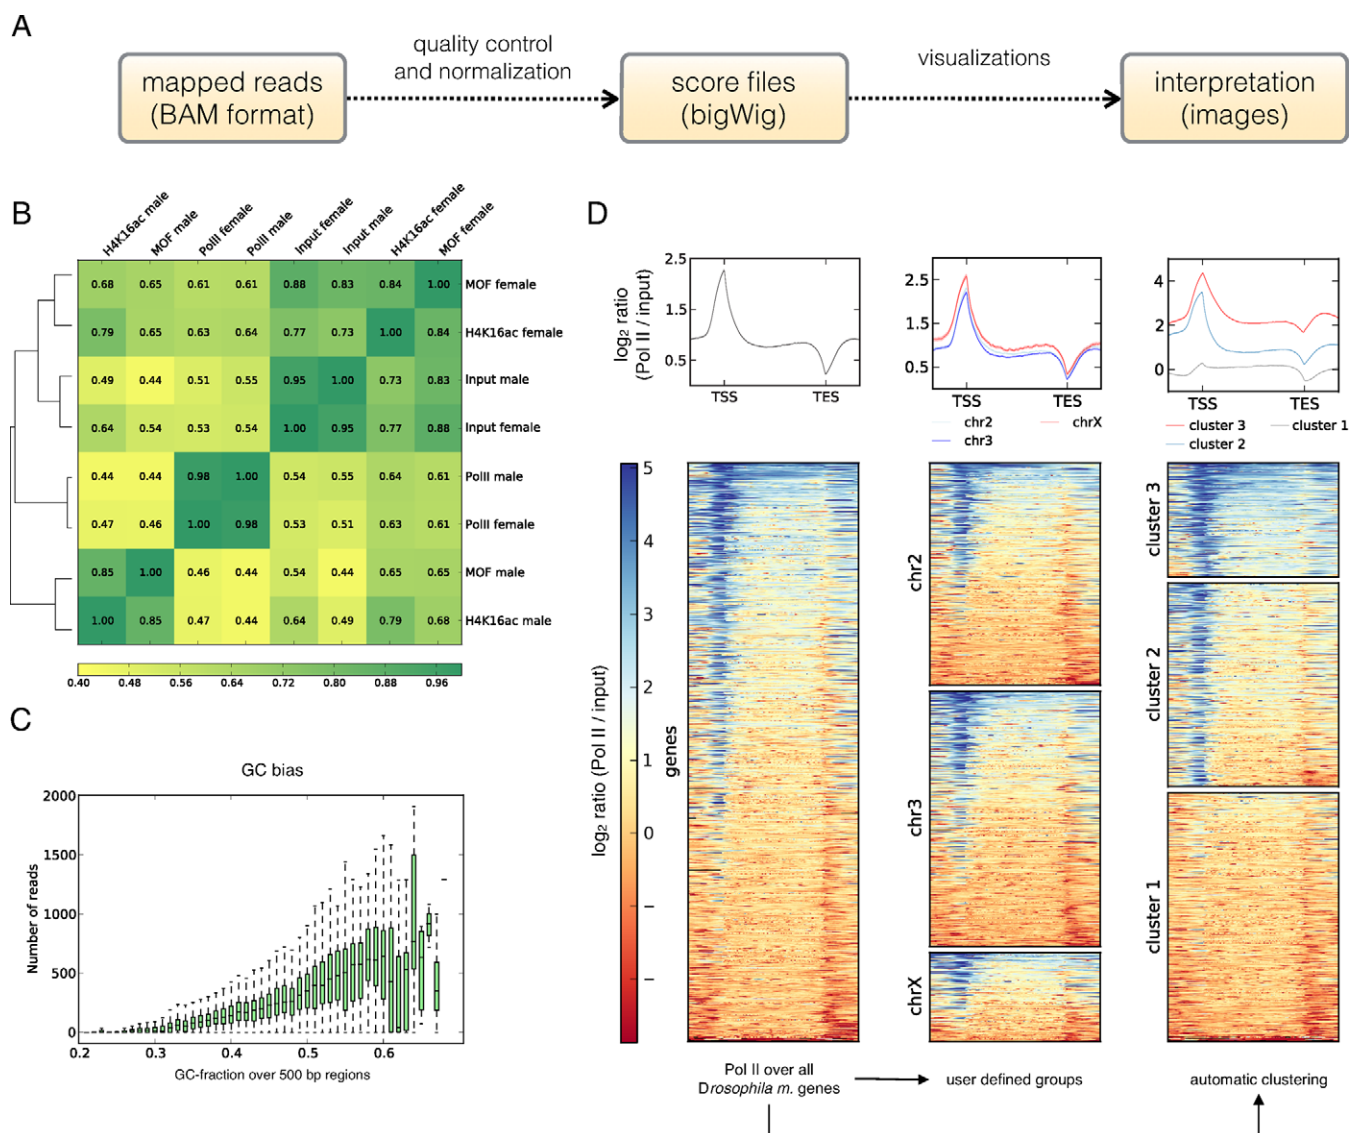 A
mapped reads
(BAM format)
quality control
and normalization
score files
(bigWig)
visualizations
interpretation
(images)
B
H4K16ac male
MOF male
PolII female
PolII male
Input female
Input male
H4K16ac female
MOF female
0.68 0.65 0.61 0.61 0.88 0.83 0.84 1.00 MOF female
0.79 0.65 0.63 0.64 0.77 0.73 1.00 0.84 H4K16ac female
0.49 0.44 0.51 0.55 0.95 1.00 0.73 0.83 Input male
0.64 0.54 0.53 0.54 1.00 0.95 0.77 0.88 Input female
0.44 0.44 0.98 1.00 0.54 0.55 0.64 0.61 PolII male
0.47 0.46 1.00 0.98 0.53 0.51 0.63 0.61 PolII female
0.85 1.00 0.46 0.44 0.54 0.44 0.65 0.65 MOF male
1.00 0.85 0.47 0.44 0.64 0.49 0.79 0.68 H4K16ac male
0.40 0.48 0.56 0.64 0.72 0.80 0.88 0.96
C
GC bias
Number of reads
2000
1500
1000
500
0
0.2 0.3 0.4 0.5 0.6
GC-fraction over 500 bp regions
D
log2 ratio
(Pol II / input)
2.5
1.5
0.5
TSS TES
2.5
1.5
0.5
TSS TES
chr2 chrX
chr3
4
2
0
TSS TES
cluster 3 cluster 1
cluster 2
log2 ratio (Pol II / input)
5
4
3
2
1
0
−
−
genes
chr2
chr3
chrX
cluster 3
cluster 2
cluster 1
Pol II over all
Drosophila m. genes
user defined groups
automatic clustering